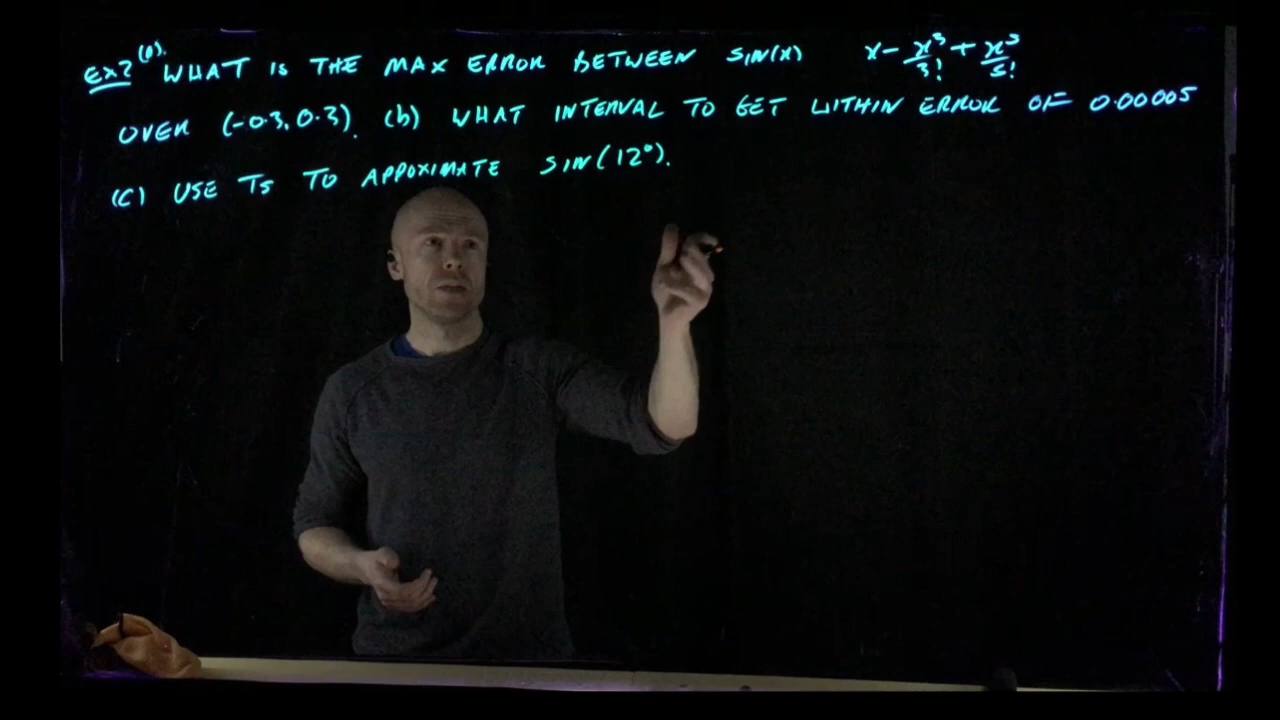 Ex2 (a). WHAT IS THE MAX ERROR BETWEEN SIN(x) x - x³/3! + x⁵/5!
OVER (-0.3, 0.3). (b) WHAT INTERVAL TO GET WITHIN ERROR OF 0.00005
(c) USE T5 TO APPOXIMATE SIN(12°).